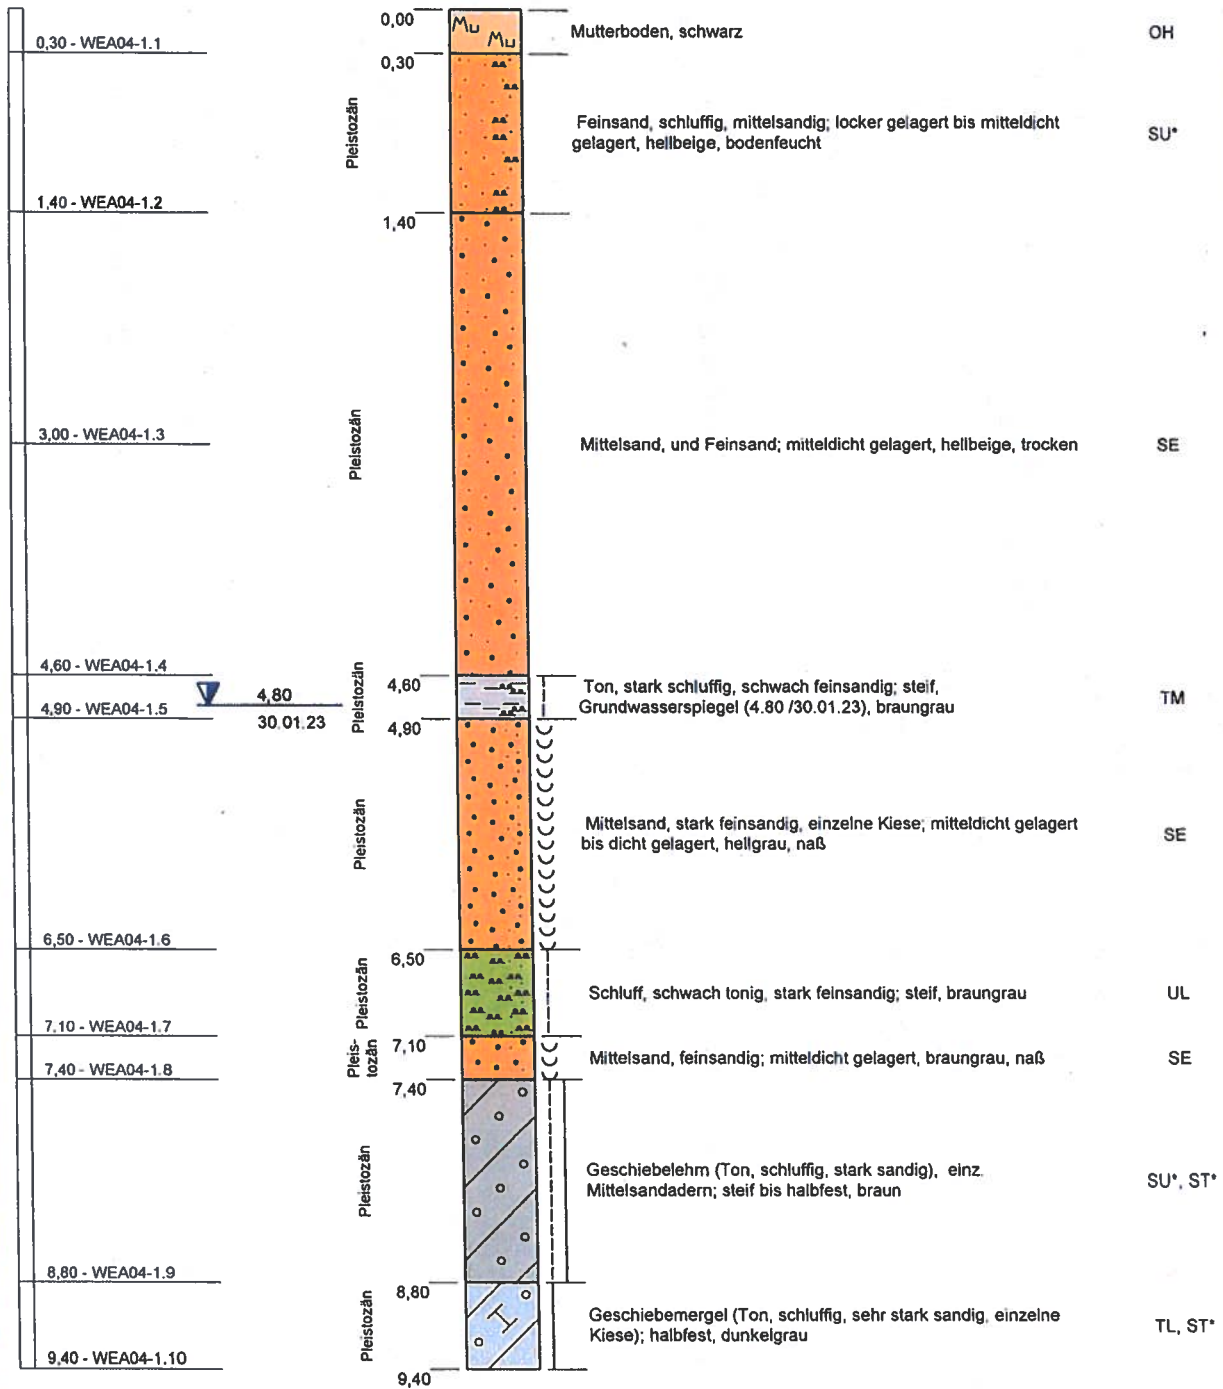 0,00
Mu
Mu
Mutterboden, schwarz
OH
0,30 - WEA04-1.1
0,30
Pleistozän
Feinsand, schluffig, mittelsandig; locker gelagert bis mitteldicht
gelagert, hellbeige, bodenfeucht
SU*
1,40 - WEA04-1.2
1,40
Pleistozän
3,00 - WEA04-1.3
Mittelsand, und Feinsand; mitteldicht gelagert, hellbeige, trocken
SE
4,60 - WEA04-1.4
4,60
Pleistozän
Ton, stark schluffig, schwach feinsandig; steif,
Grundwasserspiegel (4.80 /30.01.23), braungrau
TM
4,80
30.01.23
4,90 - WEA04-1.5
4,90
Pleistozän
Mittelsand, stark feinsandig, einzelne Kiese; mitteldicht gelagert
bis dicht gelagert, hellgrau, naß
SE
6,50 - WEA04-1.6
6,50
Pleistozän
Schluff, schwach tonig, stark feinsandig; steif, braungrau
UL
7,10 - WEA04-1.7
7,10
Pleis-
tozän
Mittelsand, feinsandig; mitteldicht gelagert, braungrau, naß
SE
7,40 - WEA04-1.8
7,40
Pleistozän
Geschiebelehm (Ton, schluffig, stark sandig), einz.
Mittelsandadern; steif bis halbfest, braun
SU*, ST*
8,80 - WEA04-1.9
8,80
Pleistozän
Geschiebemergel (Ton, schluffig, sehr stark sandig, einzelne
Kiese); halbfest, dunkelgrau
TL, ST*
9,40 - WEA04-1.10
9,40